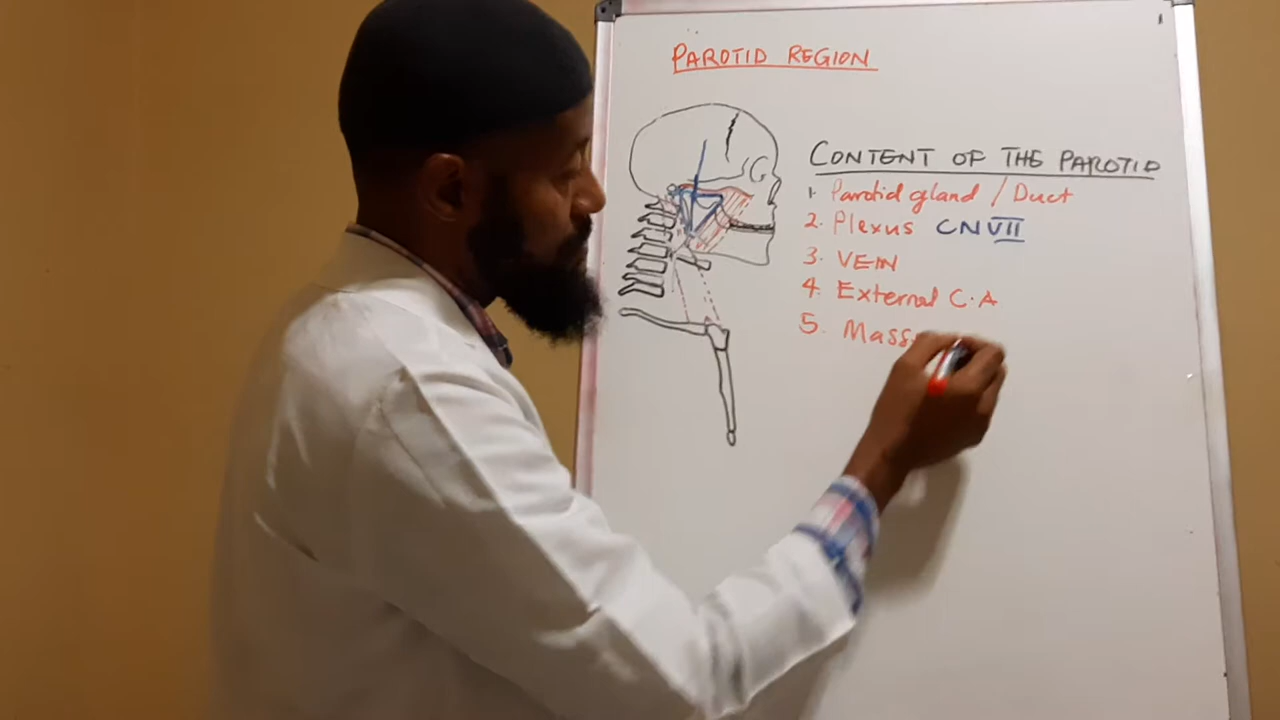 PAROTID REGION
CONTENT OF THE PAROTID
1. Parotid gland / Duct
2. Plexus CN VII
3. VEIN
4. External C.A
5. Mass